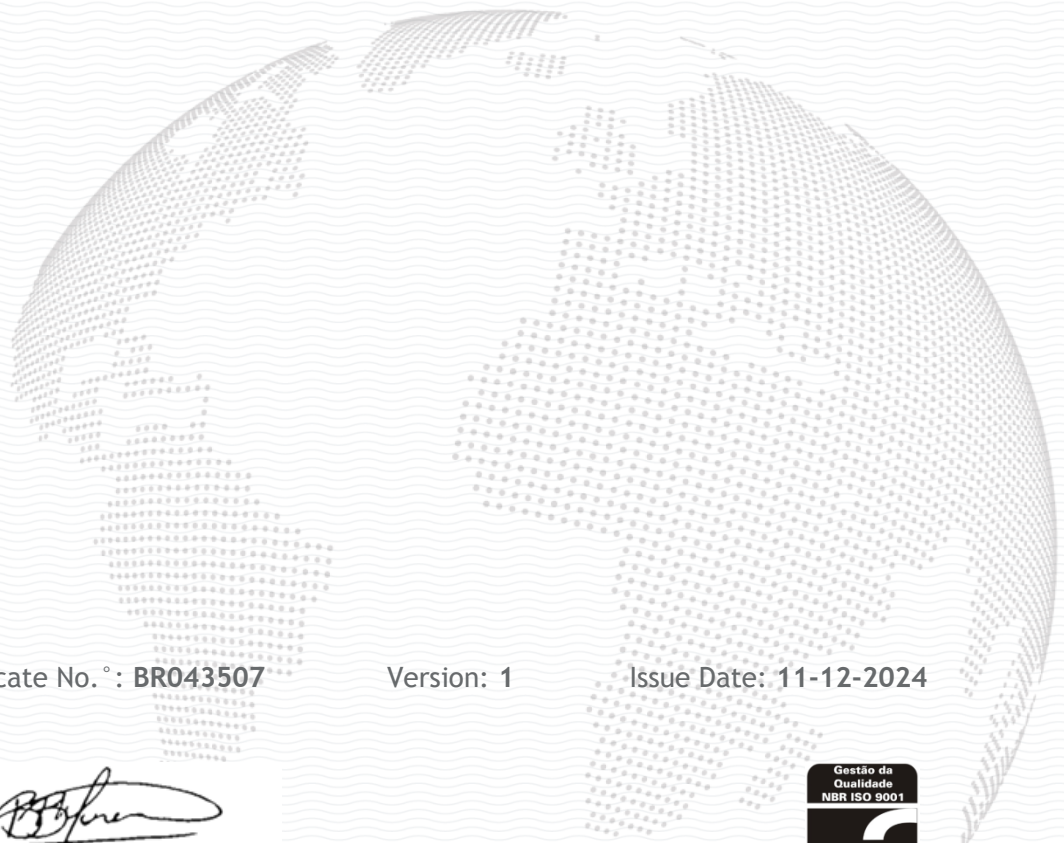 cate No.°: BR043507 Version: 1 Issue Date: 11-12-2024
Gestão da
Qualidade
NBR ISO 9001